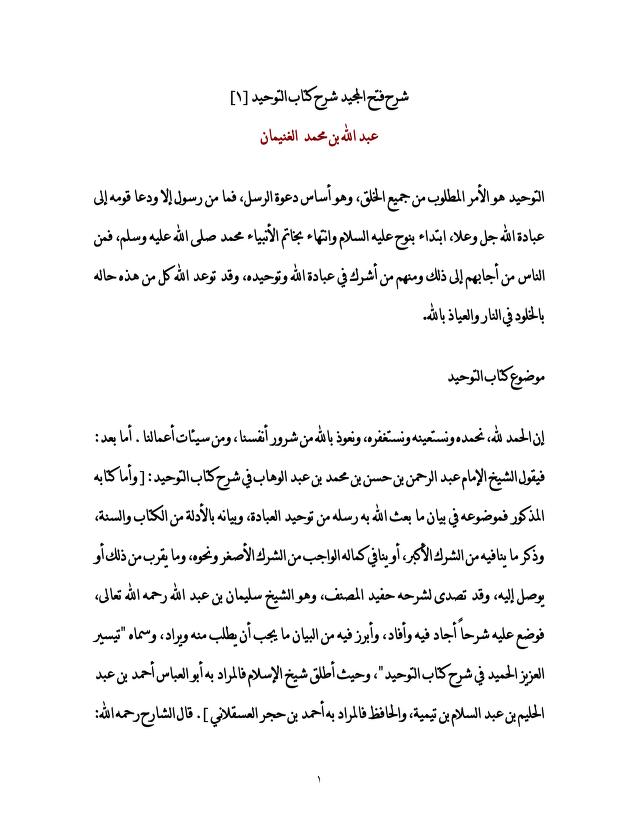 شرح فتح المجيد شرح كتاب التوحيد [١]
عبد الله بن محمد الغنيمان
التوحيد هو الأمر المطلوب من جميع الخلق، وهو أساس دعوة الرسل، فما من رسول إلا ودعا قومه إلى
عبادة الله جل وعلا، ابتداء بنوح عليه السلام وانتهاء بخاتم الأنبياء محمد صلى الله عليه وسلم، فمن
الناس من أجابهم إلى ذلك ومنهم من أشرك في عبادة الله وتوحيده، وقد توعد الله كل من هذه حاله
بالخلود في النار والعياذ بالله.
موضوع كتاب التوحيد
إن الحمد لله، نحمده ونستعينه ونستغفره، ونعوذ بالله من شرور أنفسنا، ومن سيئات أعمالنا . أما بعد:
فيقول الشيخ الإمام عبد الرحمن بن حسن بن محمد بن عبد الوهاب في شرح كتاب التوحيد: [ وأما كتابه
المذكور فموضوعه في بيان ما بعث الله به رسله من توحيد العبادة، وبيانه بالأدلة من الكتاب والسنة،
وذكر ما ينافيه من الشرك الأكبر، أو ينافي كماله الواجب من الشرك الأصغر ونحوه، وما يقرب من ذلك أو
يوصل إليه، وقد تصدى لشرحه حفيد المصنف، وهو الشيخ سليمان بن عبد الله رحمه الله تعالى،
فوضع عليه شرحاً أجاد فيه وأفاد، وأبرز فيه من البيان ما يجب أن يطلب منه ويراد، وسماه "تيسير
العزيز الحميد في شرح كتاب التوحيد"، وحيث أطلق شيخ الإسلام فالمراد به أبو العباس أحمد بن عبد
الحليم بن عبد السلام بن تيمية، والحافظ فالمراد به أحمد بن حجر العسقلاني ] . قال الشارح رحمه الله:
١